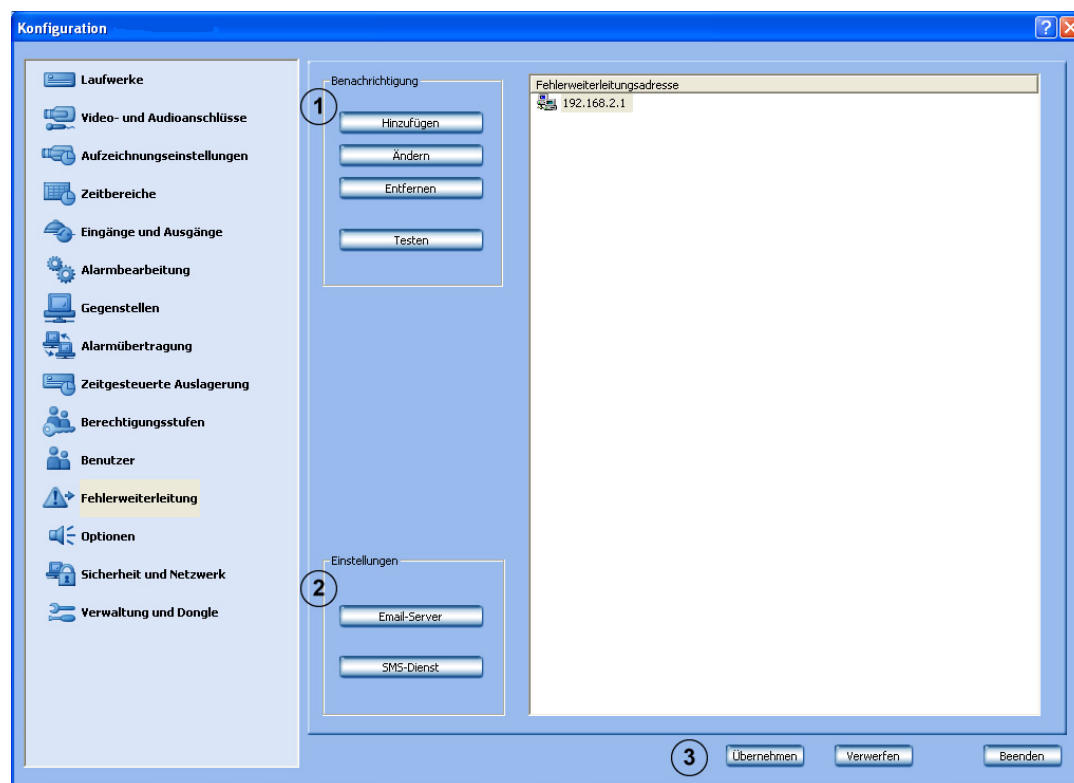 Konfiguration
Laufwerke
Video- und Audioanschlüsse
Aufzeichnungseinstellungen
Zeitbereiche
Eingänge und Ausgänge
Alarmbearbeitung
Gegenstellen
Alarmübertragung
Zeitgesteuerte Auslagerung
Berechtigungsstufen
Benutzer
Fehlerweiterleitung
Optionen
Sicherheit und Netzwerk
Verwaltung und Dongle
Benachrichtigung
1
Hinzufügen
Ändern
Entfernen
Testen
Einstellungen
2
Email-Server
SMS-Dienst
Fehlerweiterleitungsadresse
192.168.2.1
3
Übernehmen
Verwerfen
Beenden